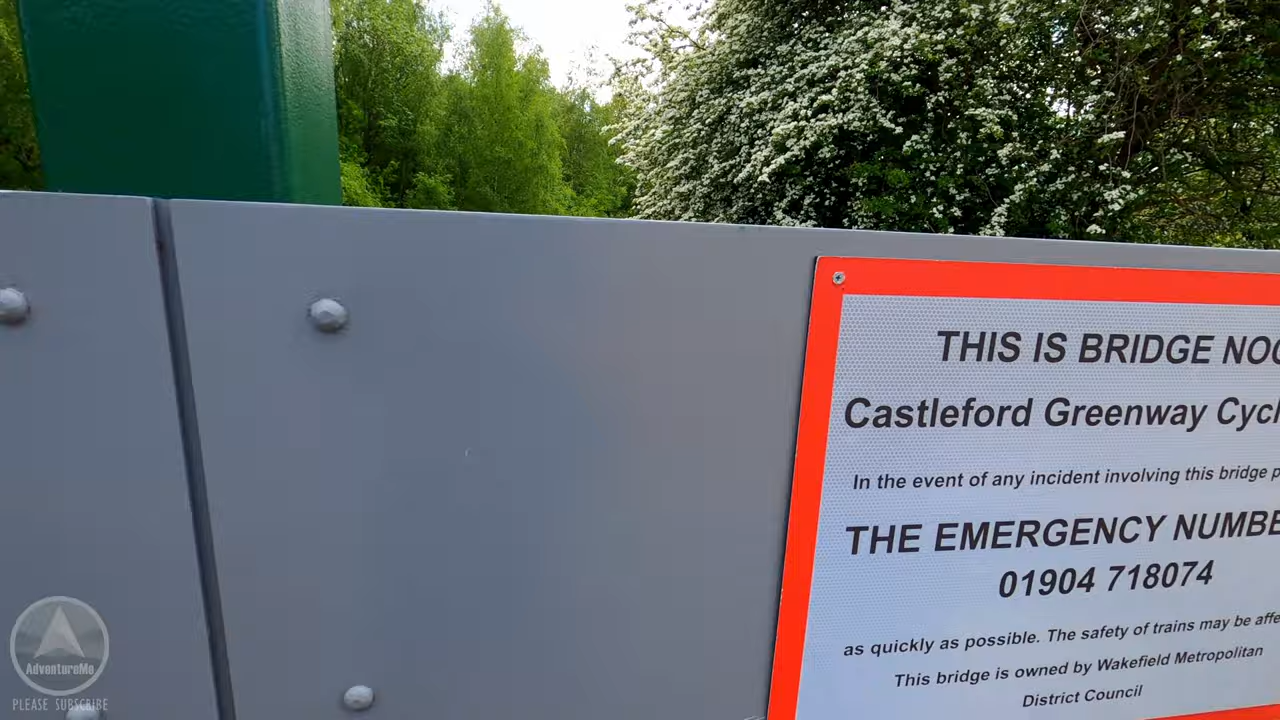 THIS IS BRIDGE NO
Castleford Greenway Cycl
In the event of any incident involving this bridge p
THE EMERGENCY NUMBE
01904 718074
as quickly as possible. The safety of trains may be affe
This bridge is owned by Wakefield Metropolitan
District Council
AdventureMe
PLEASE SUBSCRIBE